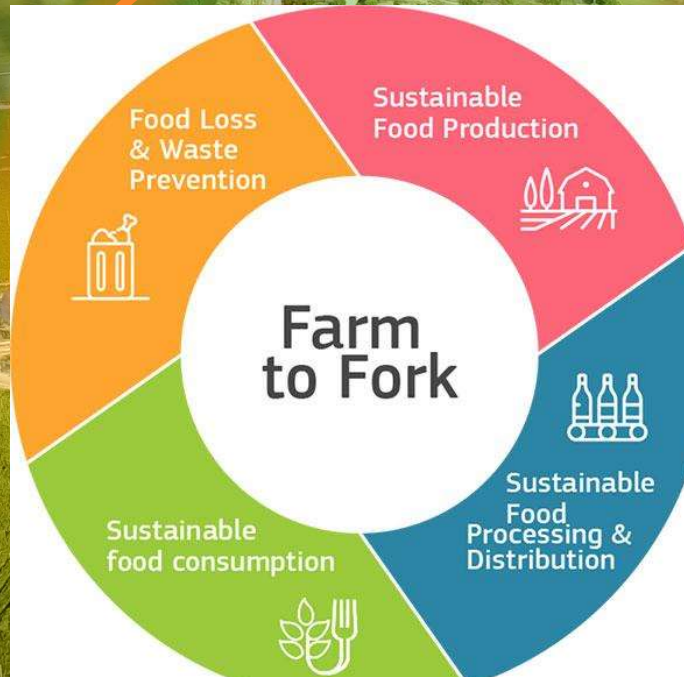 Farm
to Fork
Sustainable
Food Production
Sustainable
Food
Processing &
Distribution
Sustainable
food consumption
Food Loss
& Waste
Prevention